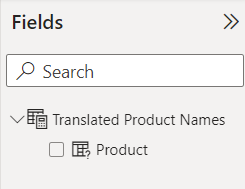 Fields
Search
Translated Product Names
Product